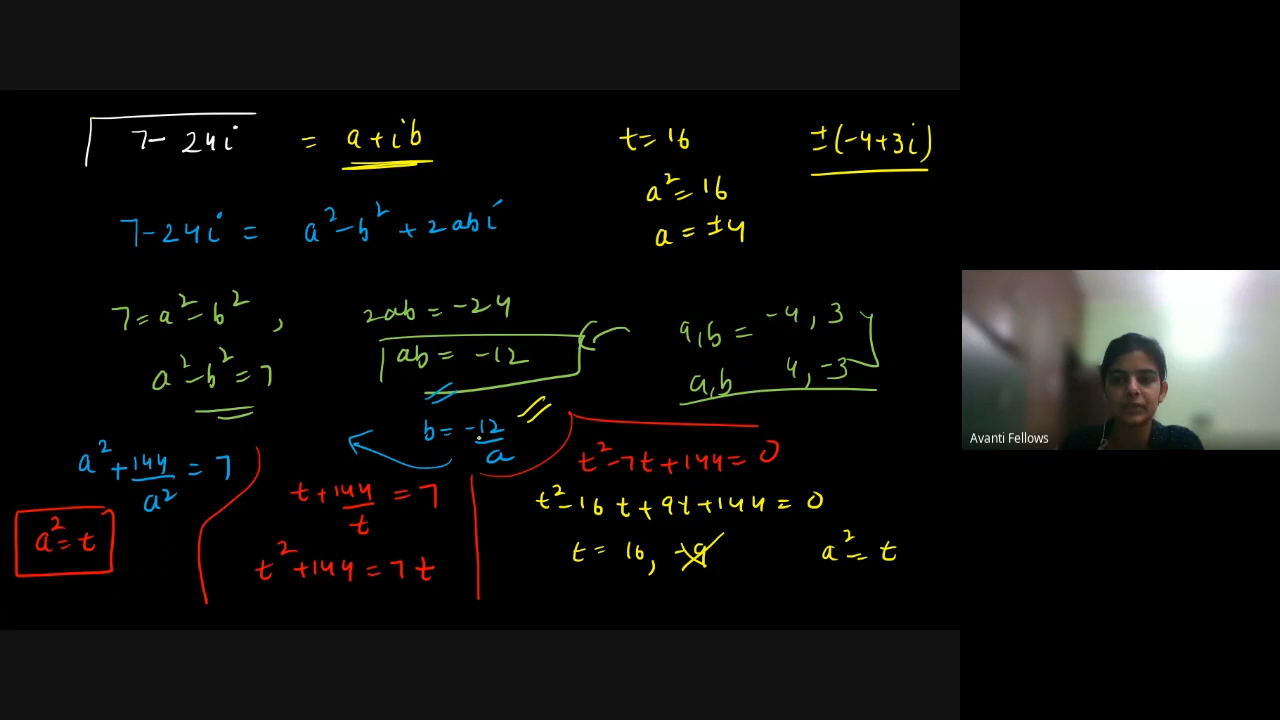 √7-24i = a+ib
7-24i = a²-b²+2abi
7=a²-b² ,
a²-b²=7
2ab = -24
ab = -12
b= -12/a
a²+144/a² = 7
a²=t
t+144/t = 7
t²+144=7t
t²-7t+144=0
t²-16t+9t+144=0
t= 16, -9
a²=t
t=16
a²=16
a = ±4
a,b = -4, 3
a,b 4, -3
±(-4+3i)
Avanti Fellows